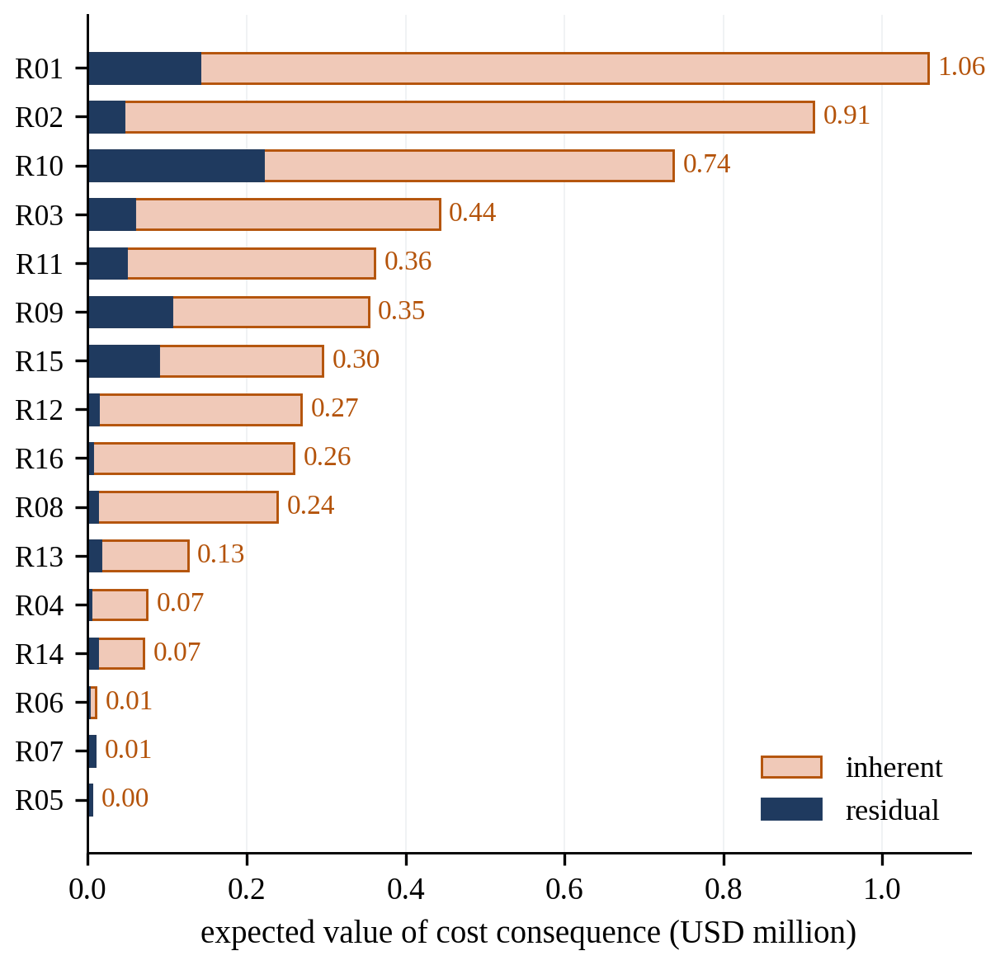 R01 1.06
R02 0.91
R10 0.74
R03 0.44
R11 0.36
R09 0.35
R15 0.30
R12 0.27
R16 0.26
R08 0.24
R13 0.13
R04 0.07
R14 0.07
R06 0.01
R07 0.01
R05 0.00
inherent
residual
0.0 0.2 0.4 0.6 0.8 1.0
expected value of cost consequence (USD million)